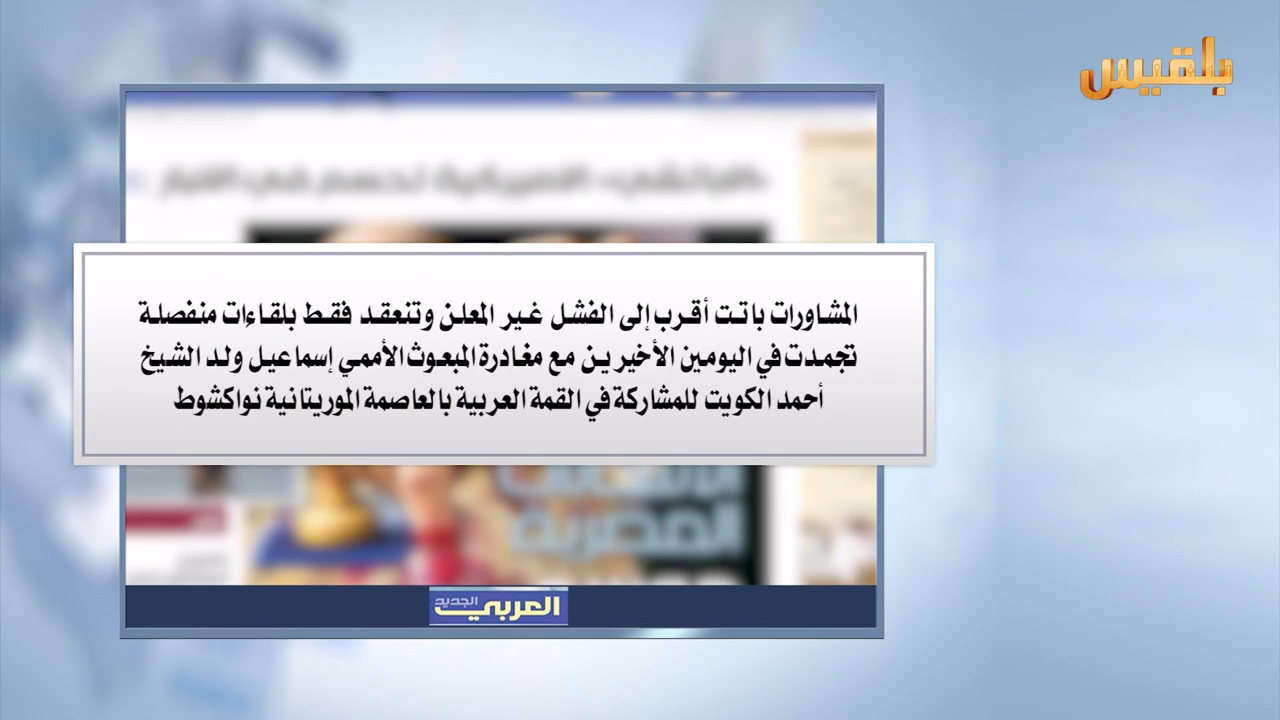 بلقيس
المشاورات باتت أقرب إلى الفشل غير المعلن وتنعقد فقط بلقاءات منفصلة
تجمدت في اليومين الأخيرين مع مغادرة المبعوث الأممي إسماعيل ولد الشيخ
أحمد الكويت للمشاركة في القمة العربية بالعاصمة الموريتانية نواكشوط
المصرية
العربي الجديد